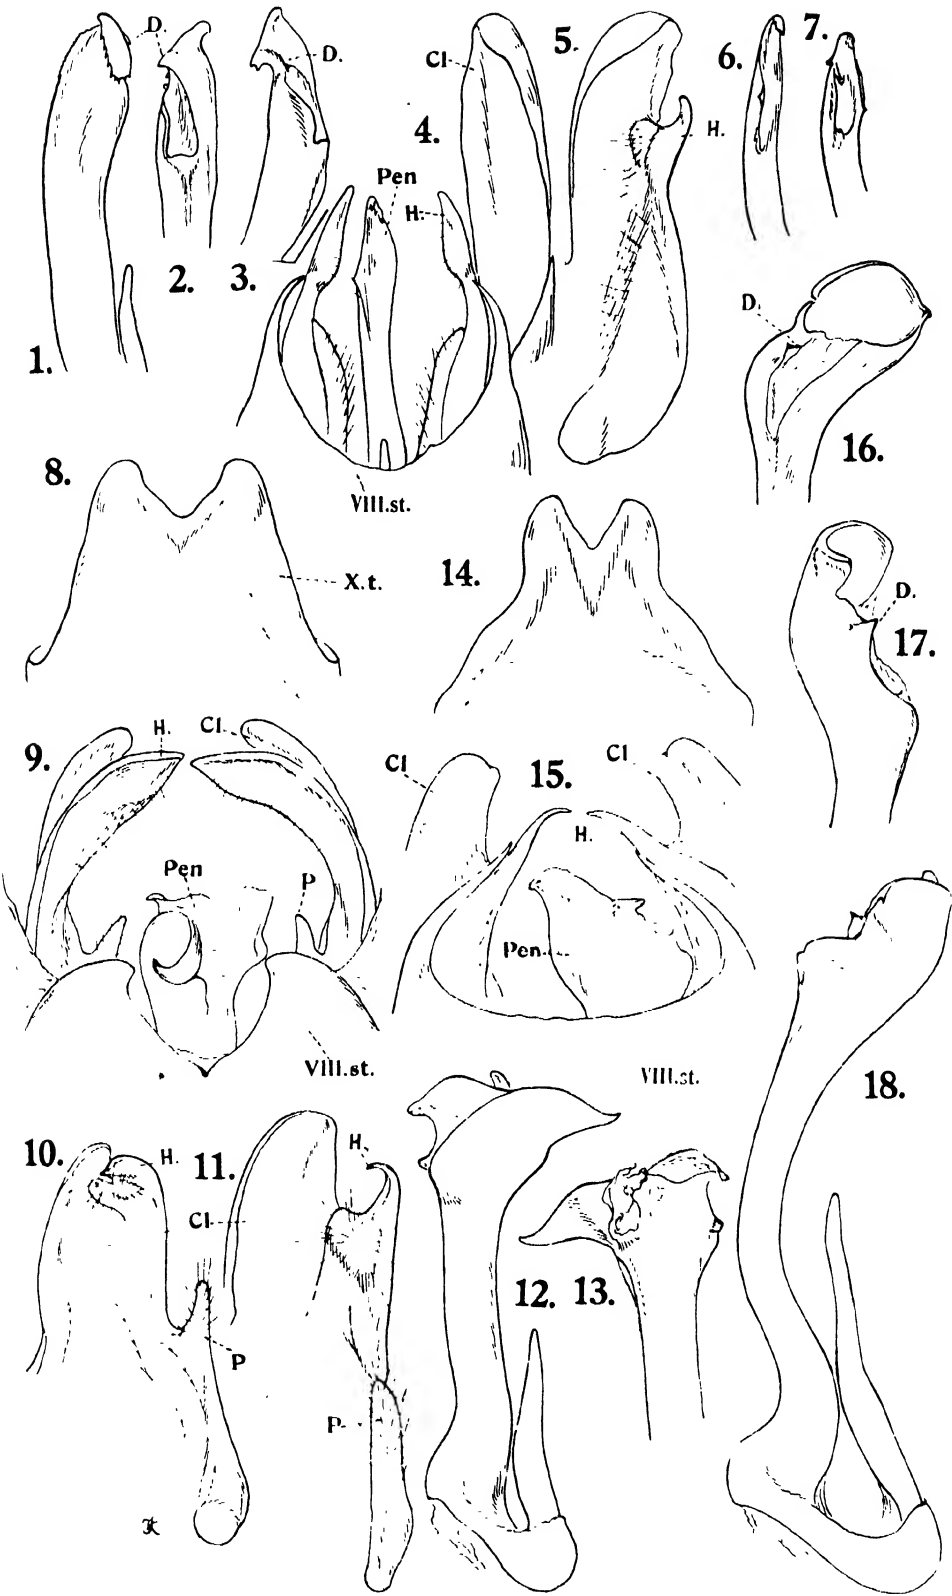 D.
D.
Cl
5.
6.
7.
4.
H.
Pen
H.
2.
3.
1.
D.
16.
8.
VIII.st.
X.t.
14.
D.
17.
9.
H.
Cl
Cl
15.
Cl
H.
Pen
P
Pen
VIII.st.
VIII.st.
18.
10.
H.
11.
H.
Cl
12.
13.
P
P